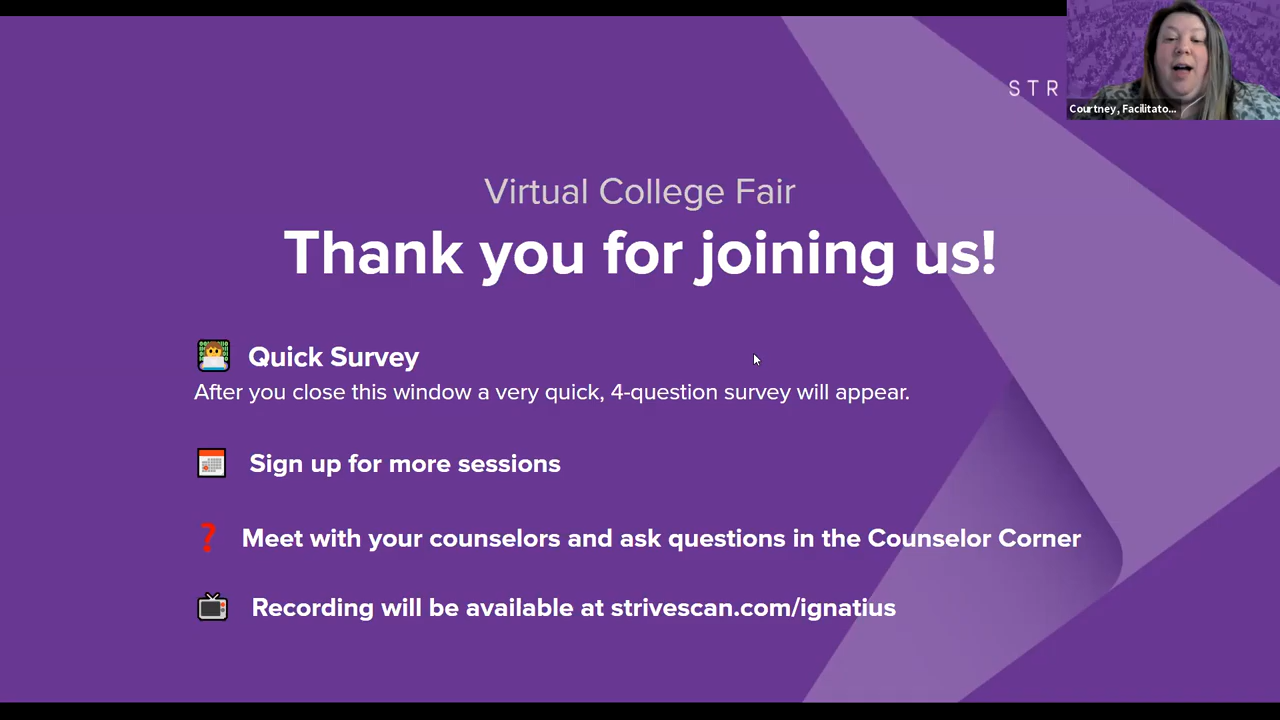 STR
Courtney, Facilitato...
Virtual College Fair
Thank you for joining us!
Quick Survey
After you close this window a very quick, 4-question survey will appear.
Sign up for more sessions
Meet with your counselors and ask questions in the Counselor Corner
Recording will be available at strivescan.com/ignatius